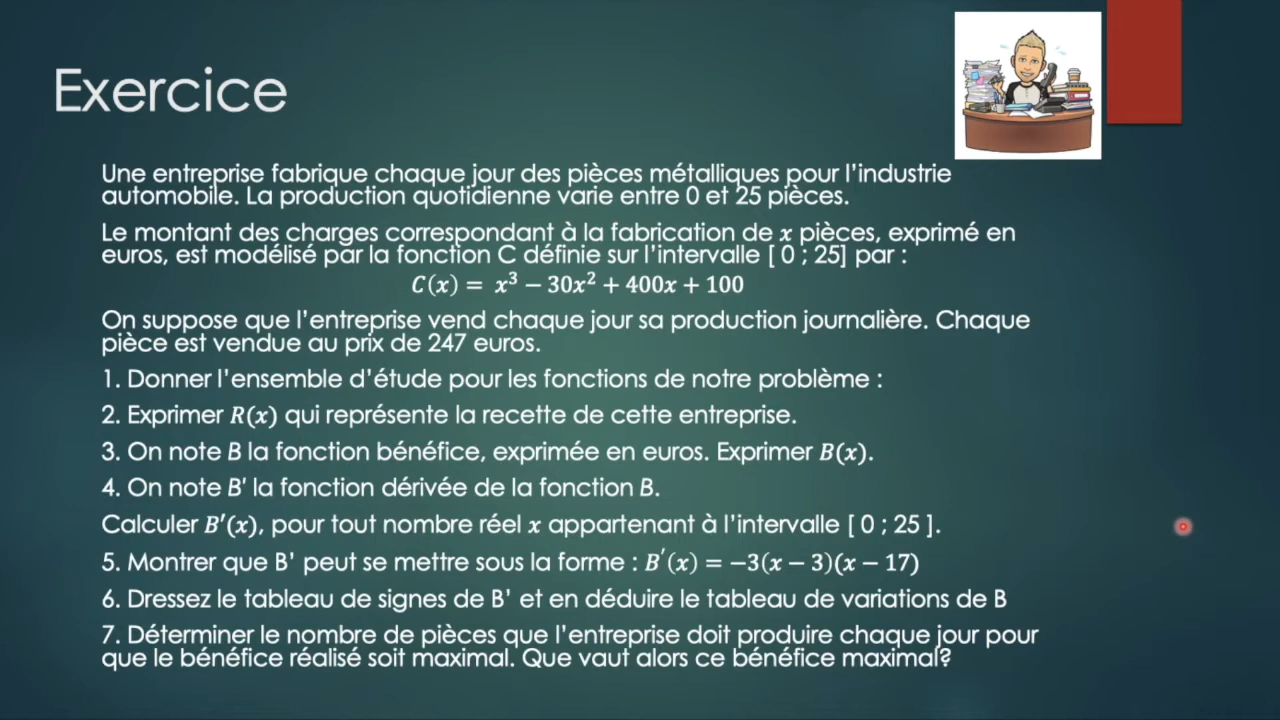 Exercice
Une entreprise fabrique chaque jour des pièces métalliques pour l’industrie
automobile. La production quotidienne varie entre 0 et 25 pièces.
Le montant des charges correspondant à la fabrication de x pièces, exprimé en
euros, est modélisé par la fonction C définie sur l’intervalle [ 0 ; 25] par :
C(x) = x³ − 30x² + 400x + 100
On suppose que l’entreprise vend chaque jour sa production journalière. Chaque
pièce est vendue au prix de 247 euros.
1. Donner l’ensemble d’étude pour les fonctions de notre problème :
2. Exprimer R(x) qui représente la recette de cette entreprise.
3. On note B la fonction bénéfice, exprimée en euros. Exprimer B(x).
4. On note B’ la fonction dérivée de la fonction B.
Calculer B′(x), pour tout nombre réel x appartenant à l’intervalle [ 0 ; 25 ].
5. Montrer que B’ peut se mettre sous la forme : B′(x) = −3(x − 3)(x − 17)
6. Dressez le tableau de signes de B’ et en déduire le tableau de variations de B
7. Déterminer le nombre de pièces que l’entreprise doit produire chaque jour pour
que le bénéfice réalisé soit maximal. Que vaut alors ce bénéfice maximal?